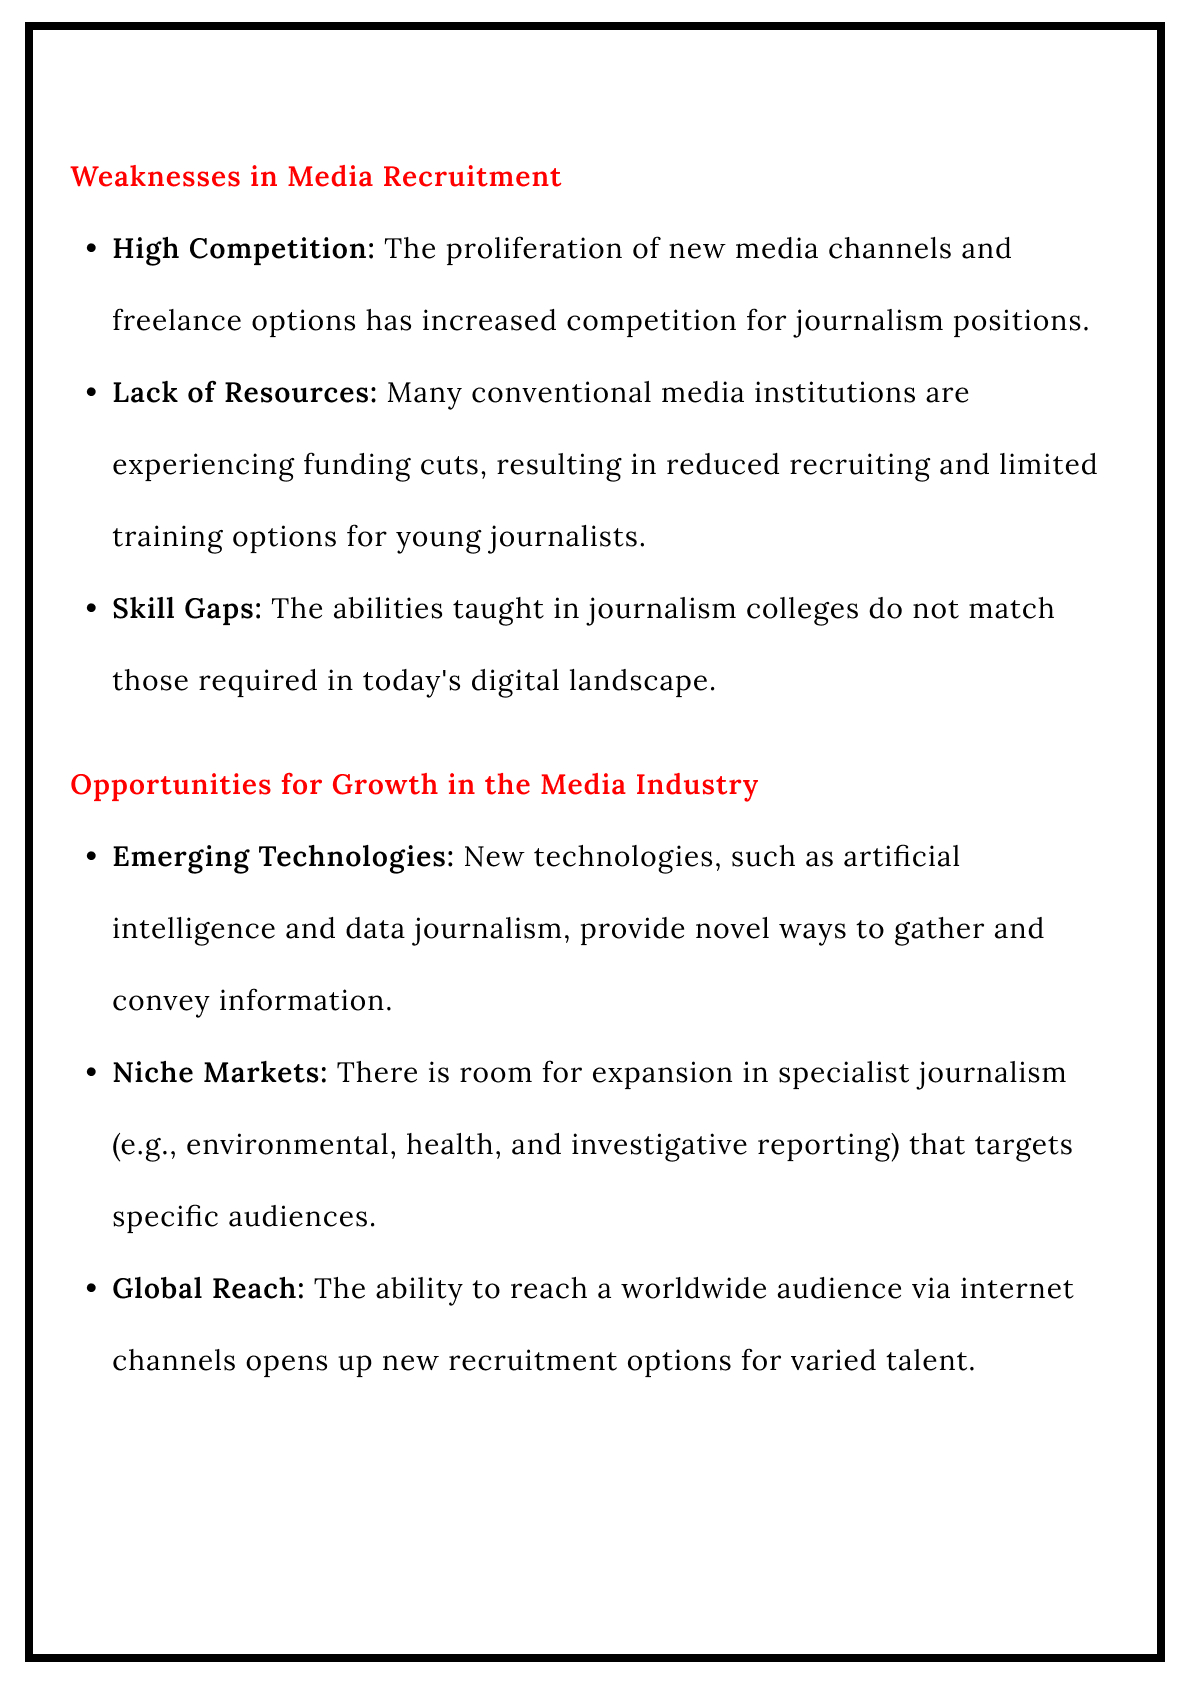 Weaknesses in Media Recruitment
• High Competition: The proliferation of new media channels and
freelance options has increased competition for journalism positions.
• Lack of Resources: Many conventional media institutions are
experiencing funding cuts, resulting in reduced recruiting and limited
training options for young journalists.
• Skill Gaps: The abilities taught in journalism colleges do not match
those required in today's digital landscape.
Opportunities for Growth in the Media Industry
• Emerging Technologies: New technologies, such as artificial
intelligence and data journalism, provide novel ways to gather and
convey information.
• Niche Markets: There is room for expansion in specialist journalism
(e.g., environmental, health, and investigative reporting) that targets
specific audiences.
• Global Reach: The ability to reach a worldwide audience via internet
channels opens up new recruitment options for varied talent.